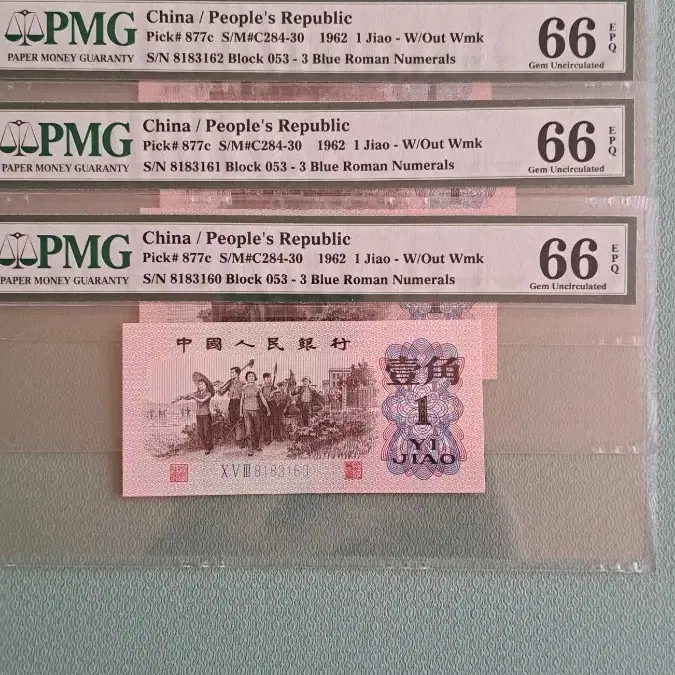 PMG
PAPER MONEY GUARANTY
China / People's Republic
Pick# 877c S/M#C284-30 1962 1 Jiao - W/Out Wmk
S/N 8183162 Block 053 - 3 Blue Roman Numerals
66 EPQ
Gem Uncirculated
PMG
PAPER MONEY GUARANTY
China / People's Republic
Pick# 877c S/M#C284-30 1962 1 Jiao - W/Out Wmk
S/N 8183161 Block 053 - 3 Blue Roman Numerals
66 EPQ
Gem Uncirculated
PMG
PAPER MONEY GUARANTY
China / People's Republic
Pick# 877c S/M#C284-30 1962 1 Jiao - W/Out Wmk
S/N 8183160 Block 053 - 3 Blue Roman Numerals
66 EPQ
Gem Uncirculated
中國人民銀行
壹角
1
YI
JIAO
XVIII 8183160